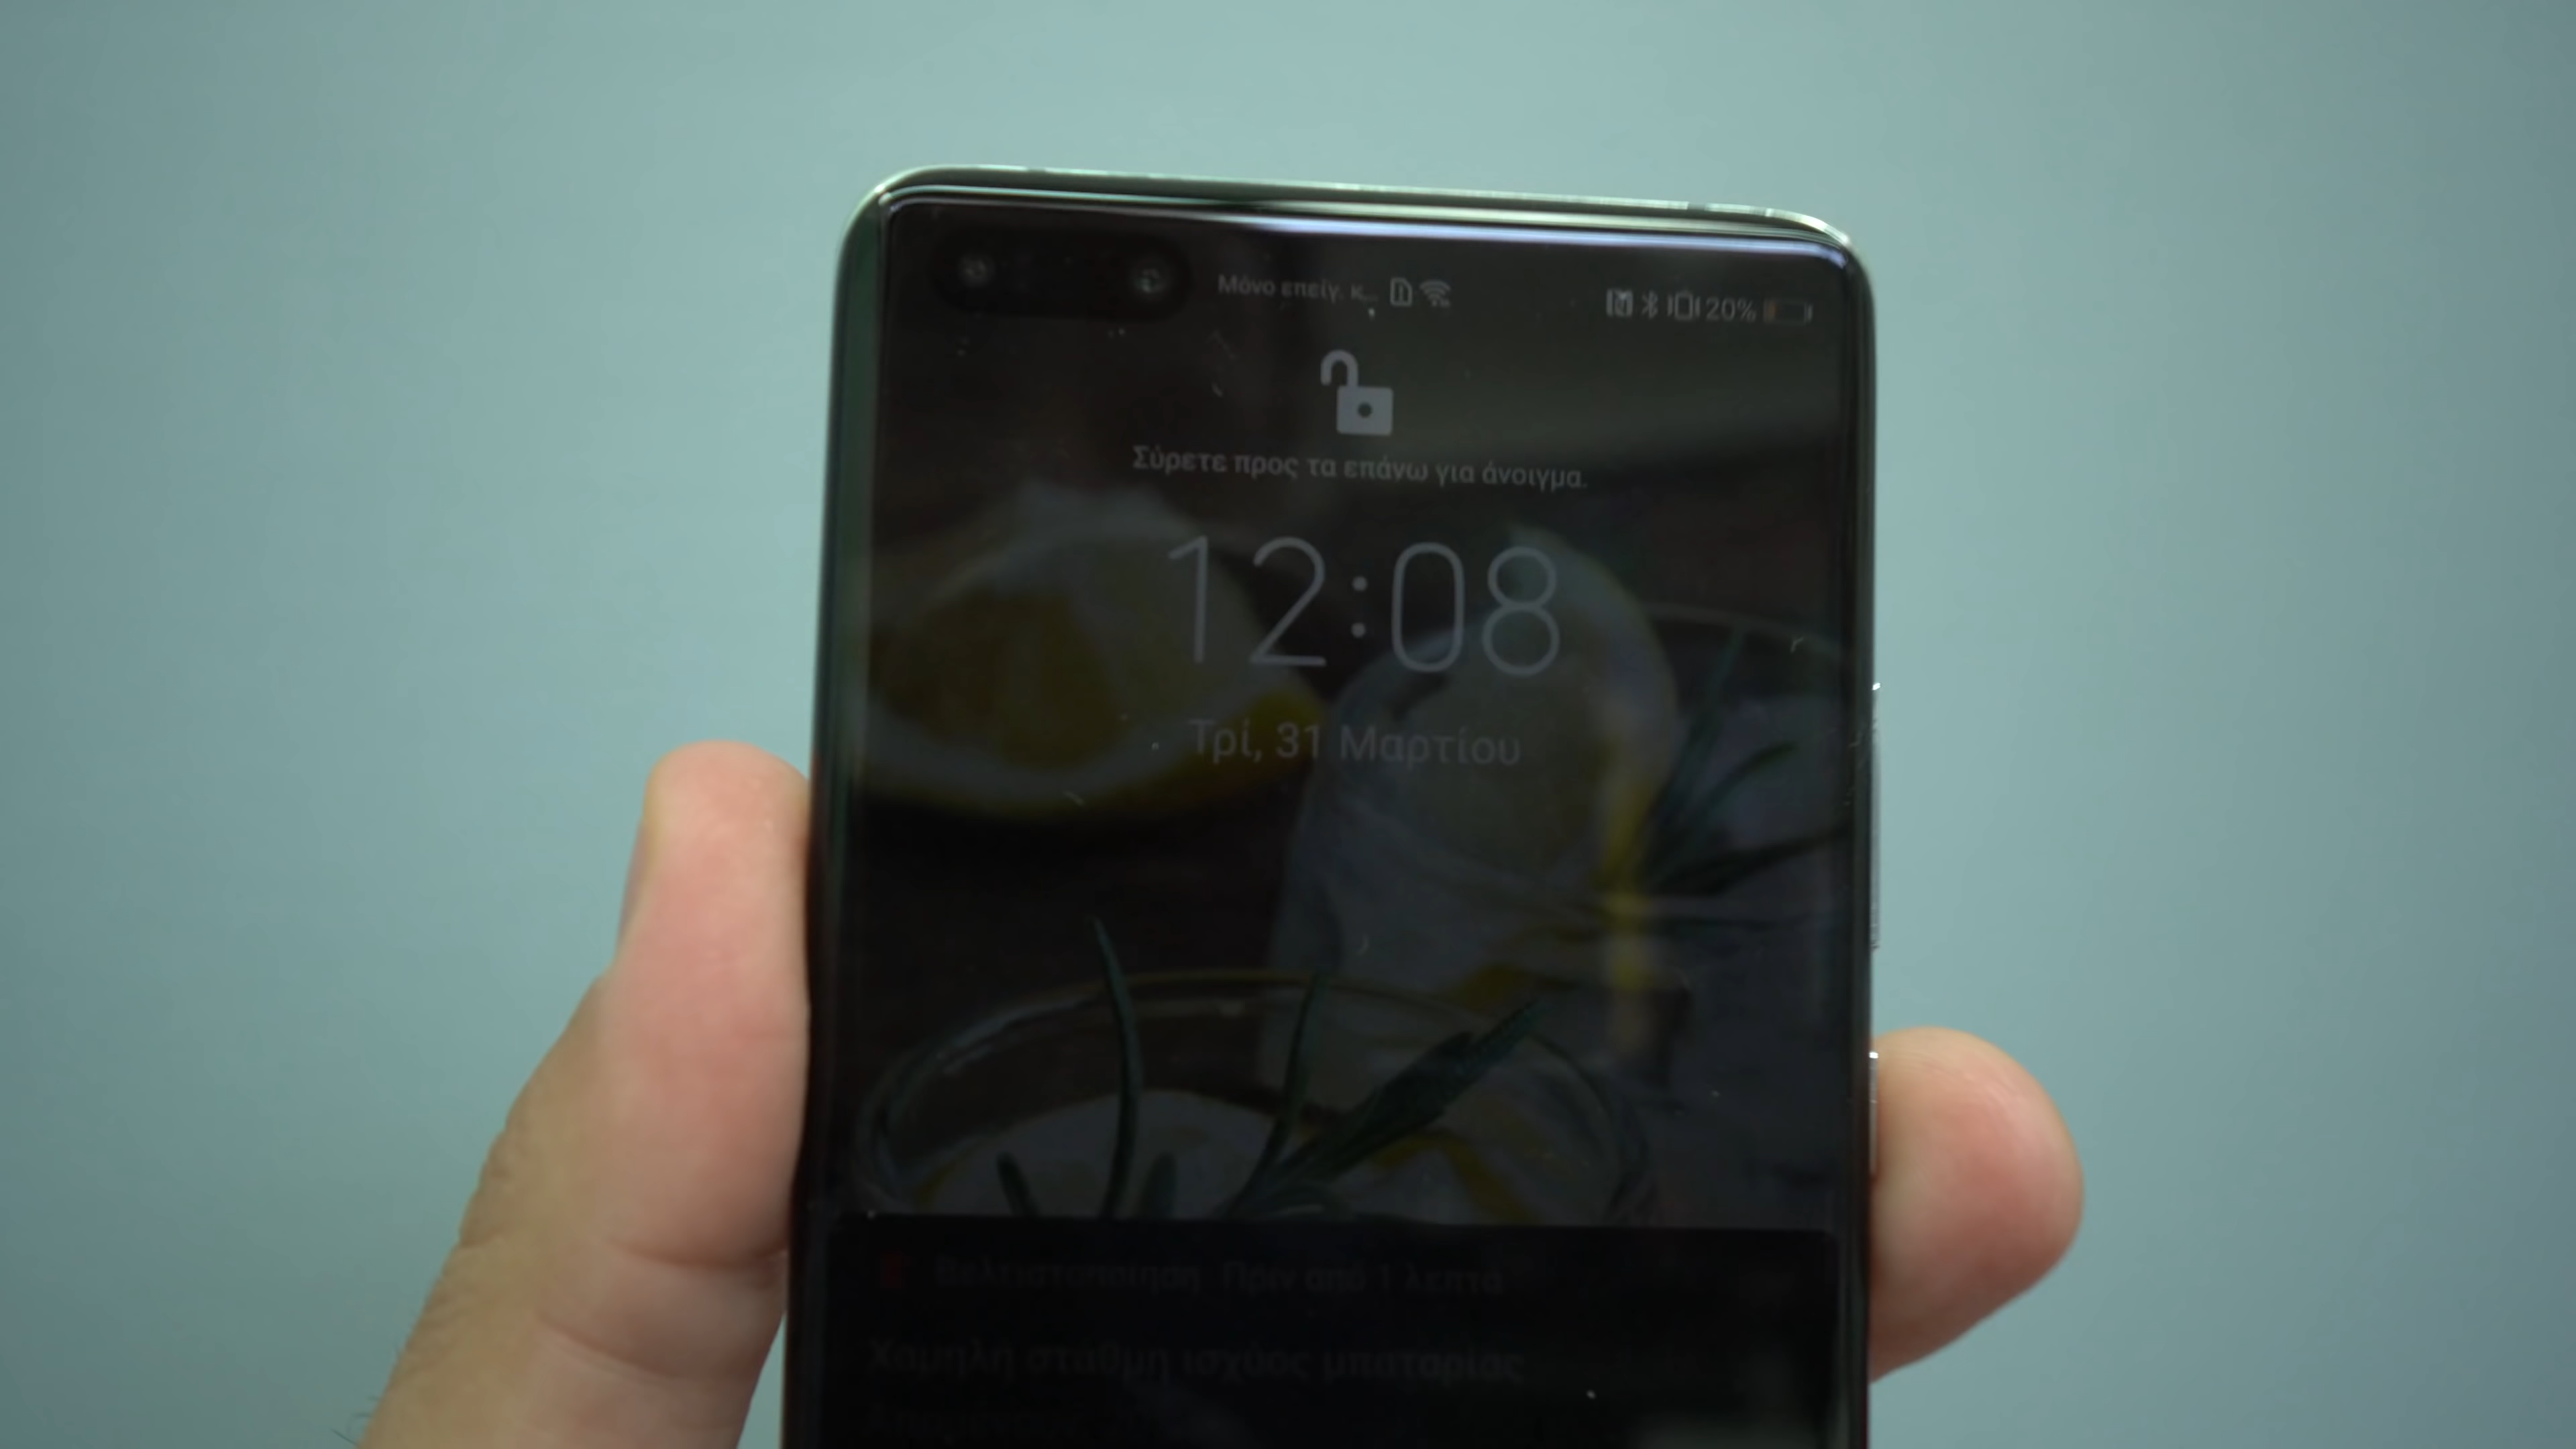 Μόνο επείγ. κ...
20%
Σύρετε προς τα επάνω για άνοιγμα.
12:08
Τρί, 31 Μαρτίου
Βελτιστοποίηση Πριν από 1 λεπτά
Χαμηλή στάθμη ισχύος μπαταρίας